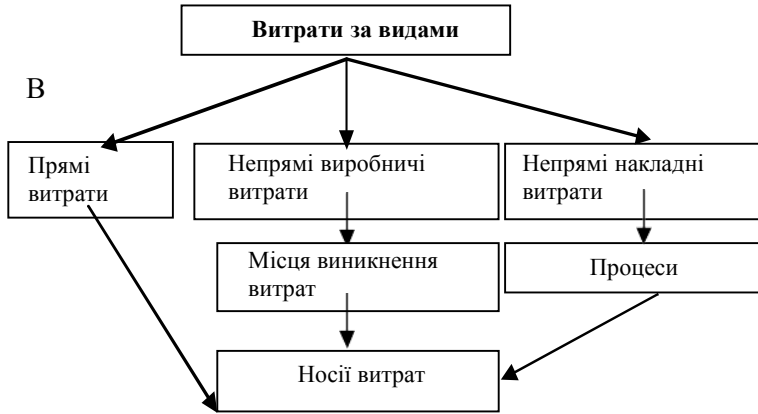 Витрати за видами
В
Прямі
витрати
Непрямі виробничі
витрати
Непрямі накладні
витрати
Місця виникнення
витрат
Процеси
Носії витрат